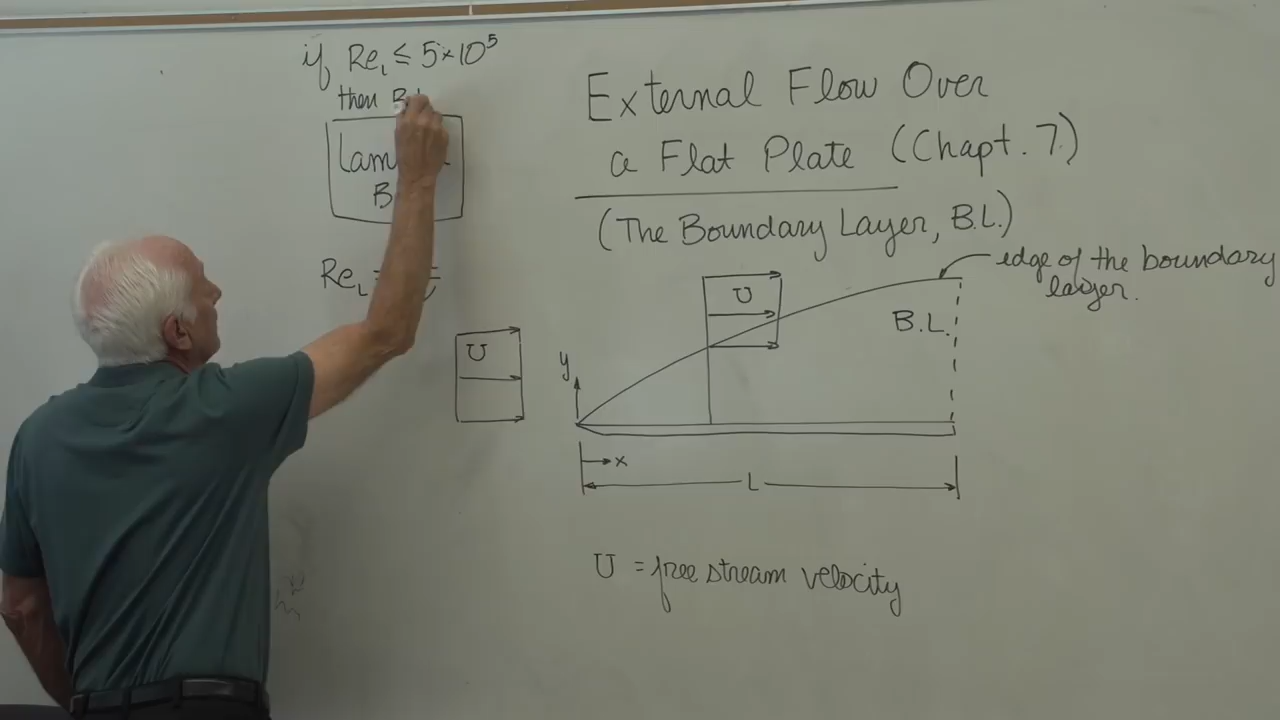 if Re_L ≤ 5×10⁵
then B.L
Lam
B
Re_L =
U
External Flow Over
a Flat Plate (Chapt. 7)
(The Boundary Layer, B.L.)
edge of the boundary
layer.
U
B.L.
y
x
L
U = free stream velocity